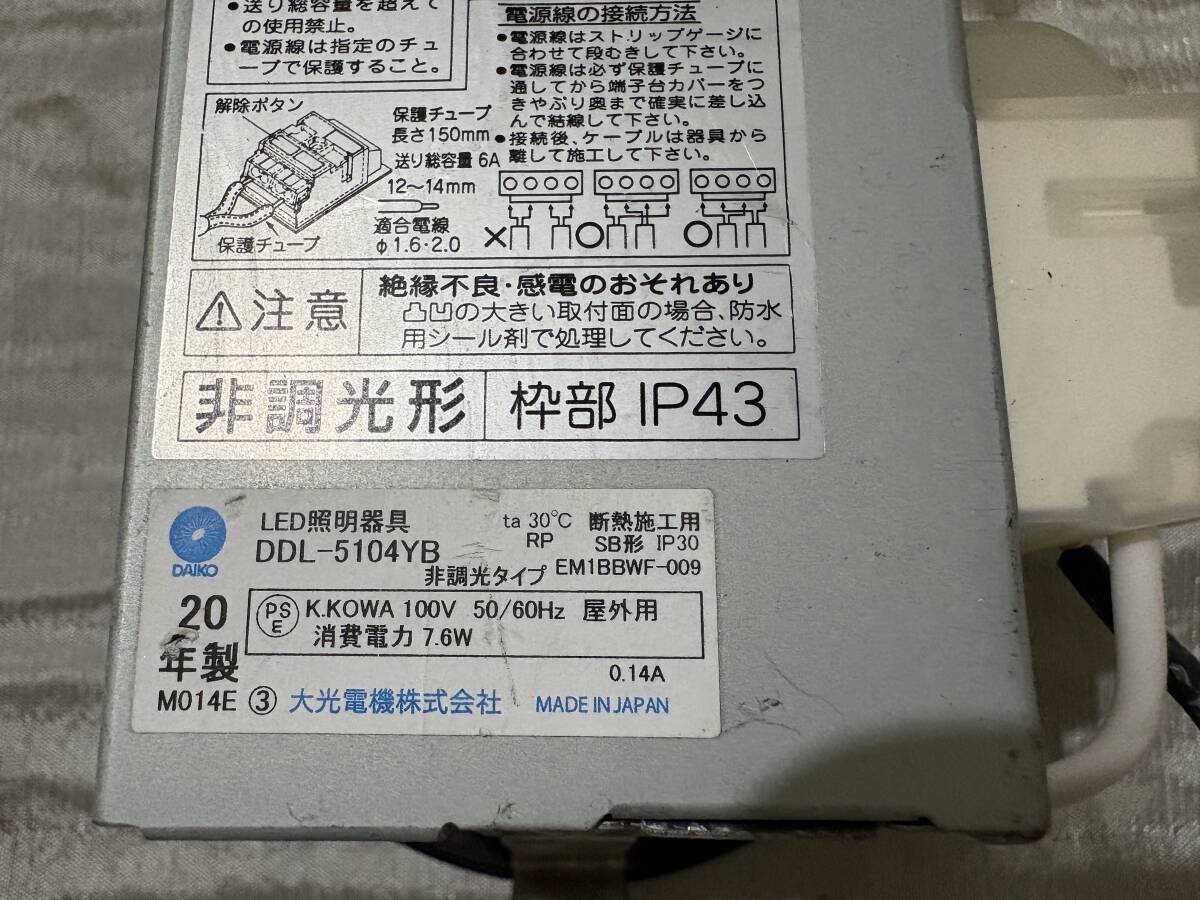 ●送り総容量を超えて
の使用禁止。
●電源線は指定のチュ
ーブで保護すること。
電源線の接続方法
●電源線はストリップゲージに
合わせて段むきして下さい。
●電源線は必ず保護チューブに
通してから端子台カバーをつ
きやぶり奥まで確実に差し込
んで結線して下さい。
●接続後、ケーブルは器具から
離して施工して下さい。
解除ボタン
保護チューブ
長さ150mm
送り総容量 6A
12〜14mm
適合電線
φ1.6・2.0
保護チューブ
⚠注意
絶縁不良・感電のおそれあり
凸凹の大きい取付面の場合、防水
用シール剤で処理してください。
非調光形
枠部 IP43
DAIKO
LED照明器具
DDL-5104YB
非調光タイプ
ta 30℃ 断熱施工用
RP SB形 IP30
EM1BBWF-009
20
年製
PS
E
K.KOWA 100V 50/60Hz 屋外用
消費電力 7.6W
0.14A
M014E ③ 大光電機株式会社 MADE IN JAPAN